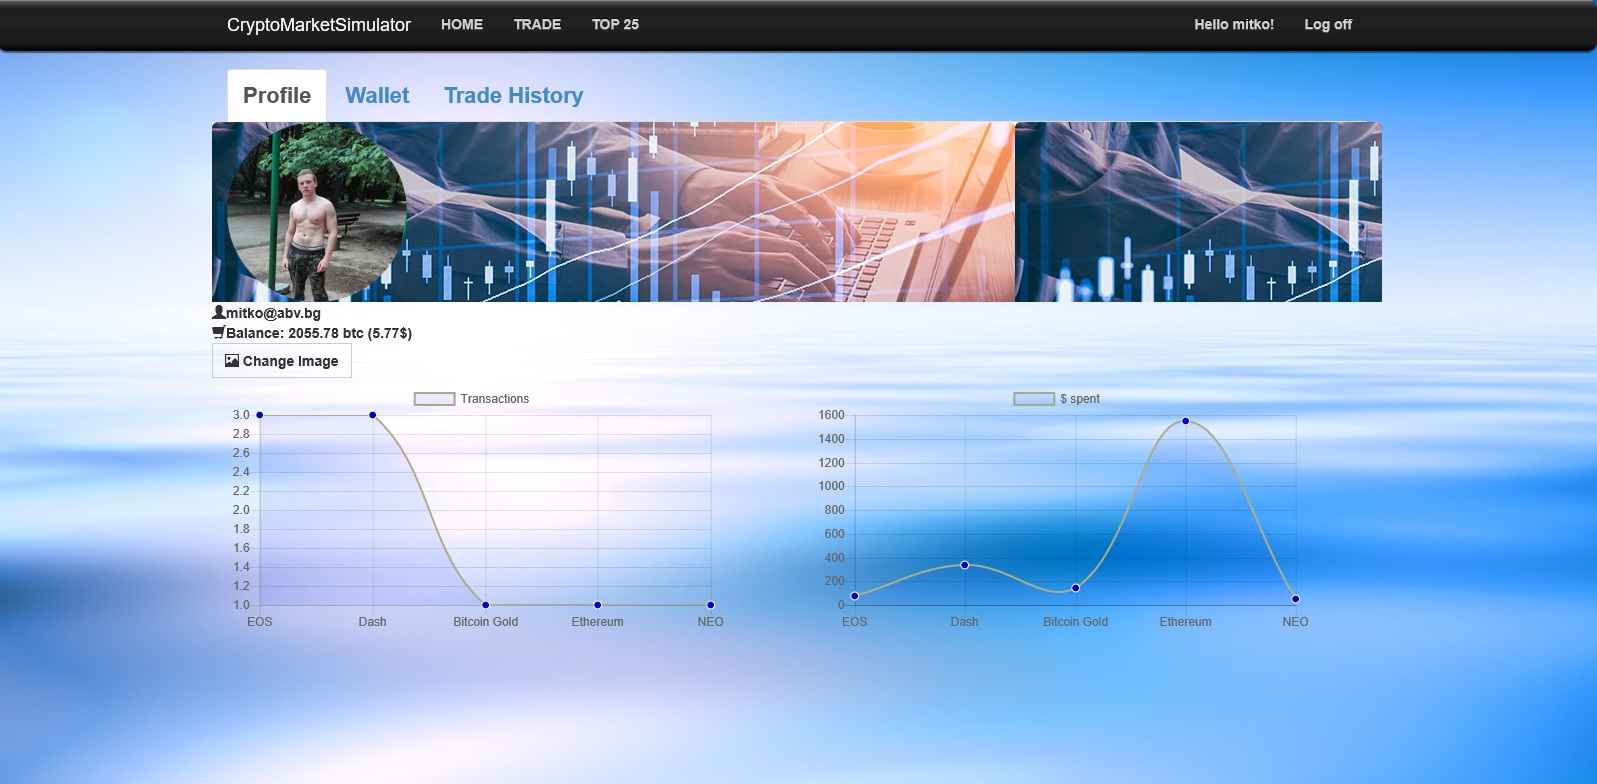 CryptoMarketSimulator HOME TRADE TOP 25 Hello mitko! Log off
Profile Wallet Trade History
mitko@abv.bg
Balance: 2055.78 btc (5.77$)
Change Image
Transactions
3.0
2.8
2.6
2.4
2.2
2.0
1.8
1.6
1.4
1.2
1.0
EOS Dash Bitcoin Gold Ethereum NEO
$ spent
1600
1400
1200
1000
800
600
400
200
0
EOS Dash Bitcoin Gold Ethereum NEO